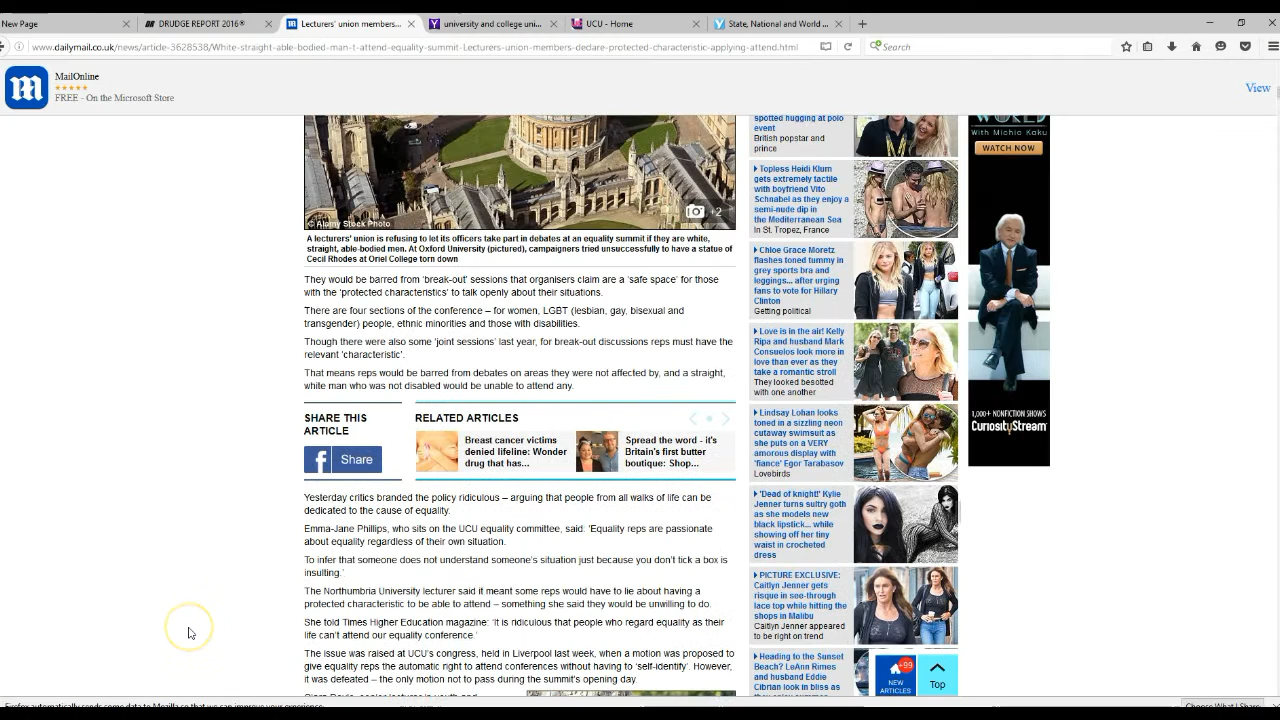 New Page
DRUDGE REPORT 2016®
Lecturers' union members...
university and college uni...
UCU - Home
State, National and World ...
www.dailymail.co.uk/news/article-3628538/White-straight-able-bodied-man-t-attend-equality-summit-Lecturers-union-members-declare-protected-characteristic-applying-attend.html
Search
MailOnline
FREE - On the Microsoft Store
View
© Alamy Stock Photo
+2
A lecturers' union is refusing to let its officers take part in debates at an equality summit if they are white,
straight, able-bodied men. At Oxford University (pictured), campaigners tried unsuccessfully to have a statue of
Cecil Rhodes at Oriel College torn down
They would be barred from 'break-out' sessions that organisers claim are a 'safe space' for those
with the 'protected characteristics' to talk openly about their situations.
There are four sections of the conference – for women, LGBT (lesbian, gay, bisexual and
transgender) people, ethnic minorities and those with disabilities.
Though there were also some 'joint sessions' last year, for break-out discussions reps must have the
relevant 'characteristic'.
That means reps would be barred from debates on areas they were not affected by, and a straight,
white man who was not disabled would be unable to attend any.
SHARE THIS
ARTICLE
Share
RELATED ARTICLES
Breast cancer victims
denied lifeline: Wonder
drug that has...
Spread the word - it's
Britain's first butter
boutique: Shop...
Yesterday critics branded the policy ridiculous – arguing that people from all walks of life can be
dedicated to the cause of equality.
Emma-Jane Phillips, who sits on the UCU equality committee, said: 'Equality reps are passionate
about equality regardless of their own situation.
'To infer that someone does not understand someone's situation just because you don't tick a box is
insulting.'
The Northumbria University lecturer said it meant some reps would have to lie about having a
protected characteristic to be able to attend – something she said they would be unwilling to do.
She told Times Higher Education magazine: 'It is ridiculous that people who regard equality as their
life can't attend our equality conference.'
The issue was raised at UCU's congress, held in Liverpool last week, when a motion was proposed to
give equality reps the automatic right to attend conferences without having to 'self-identify'. However,
it was defeated – the only motion not to pass during the summit's opening day.
spotted hugging at polo
event
British popstar and
prince
Topless Heidi Klum
gets extremely tactile
with boyfriend Vito
Schnabel as they enjoy a
semi-nude dip in
the Mediterranean Sea
In St. Tropez, France
Chloe Grace Moretz
flashes toned tummy in
grey sports bra and
leggings... after urging
fans to vote for Hillary
Clinton
Getting political
Love is in the air! Kelly
Ripa and husband Mark
Consuelos look more in
love than ever as they
take a romantic stroll
They looked besotted
with one another
Lindsay Lohan looks
toned in a sizzling neon
cutaway swimsuit as
she puts on a VERY
amorous display with
'fiance' Egor Tarabasov
Lovebirds
'Dead of knight!' Kylie
Jenner turns sultry goth
as she models new
black lipstick... while
showing off her tiny
waist in crocheted
dress
PICTURE EXCLUSIVE:
Caitlyn Jenner gets
risque in see-through
lace top while hitting the
shops in Malibu
Caitlyn Jenner appeared
to be right on trend
Heading to the Sunset
Beach? LeAnn Rimes
and husband Eddie
Cibrian look in bliss as
+99
NEW
ARTICLES
Top
WORLD
With Michio Kaku
WATCH NOW
1,000+ NONFICTION SHOWS
CURIOSITYSTREAM
Choose What I Share